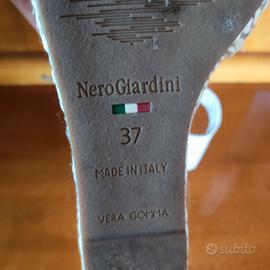 NeroGiardini
37
MADE IN ITALY
VERA GOMMA
subito